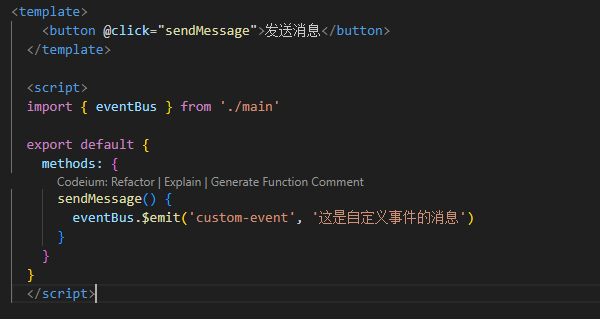 <template>
<button @click="sendMessage">发送消息</button>
</template>
<script>
import { eventBus } from './main'
export default {
methods: {
Codeium: Refactor | Explain | Generate Function Comment
sendMessage() {
eventBus.$emit('custom-event', '这是自定义事件的消息')
}
}
}
</script>